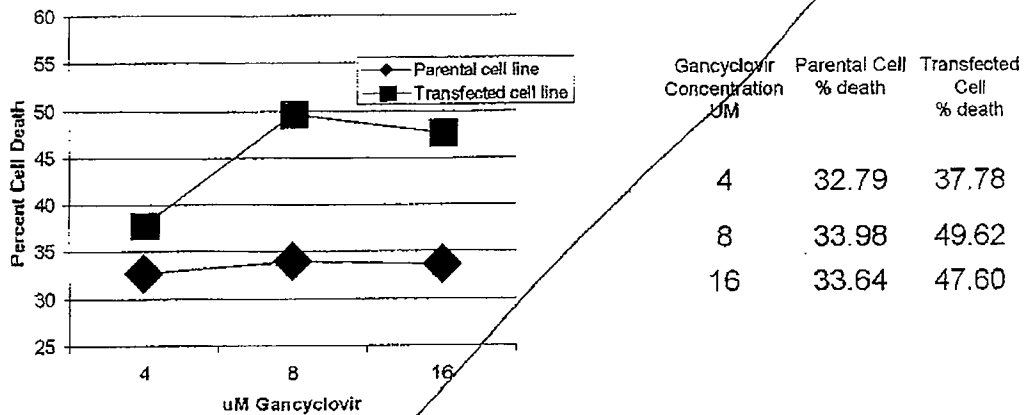 60
55
50
45
40
35
30
25
Percent Cell Death
Parental cell line
Transfected cell line
4 8 16
uM Gancyclovir
Gancyclovir Parental Cell Transfected
Concentration % death Cell
UM % death
4 32.79 37.78
8 33.98 49.62
16 33.64 47.60